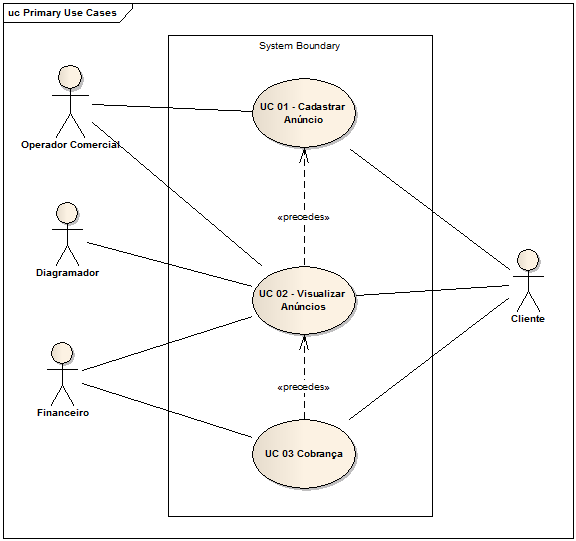 uc Primary Use Cases
System Boundary
UC 01 - Cadastrar
Anúncio
Operador Comercial
«precedes»
Diagramador
UC 02 - Visualizar
Anúncios
Cliente
«precedes»
Financeiro
UC 03 Cobrança